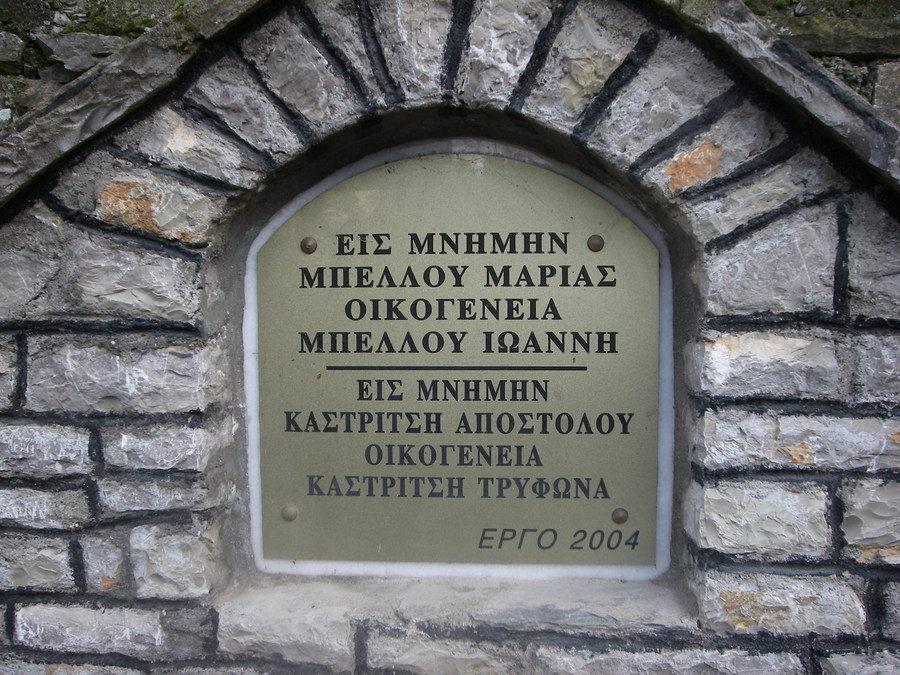 ΕΙΣ ΜΝΗΜΗΝ
ΜΠΕΛΛΟΥ ΜΑΡΙΑΣ
ΟΙΚΟΓΕΝΕΙΑ
ΜΠΕΛΛΟΥ ΙΩΑΝΝΗ
ΕΙΣ ΜΝΗΜΗΝ
ΚΑΣΤΡΙΤΣΗ ΑΠΟΣΤΟΛΟΥ
ΟΙΚΟΓΕΝΕΙΑ
ΚΑΣΤΡΙΤΣΗ ΤΡΥΦΩΝΑ
ΕΡΓΟ 2004